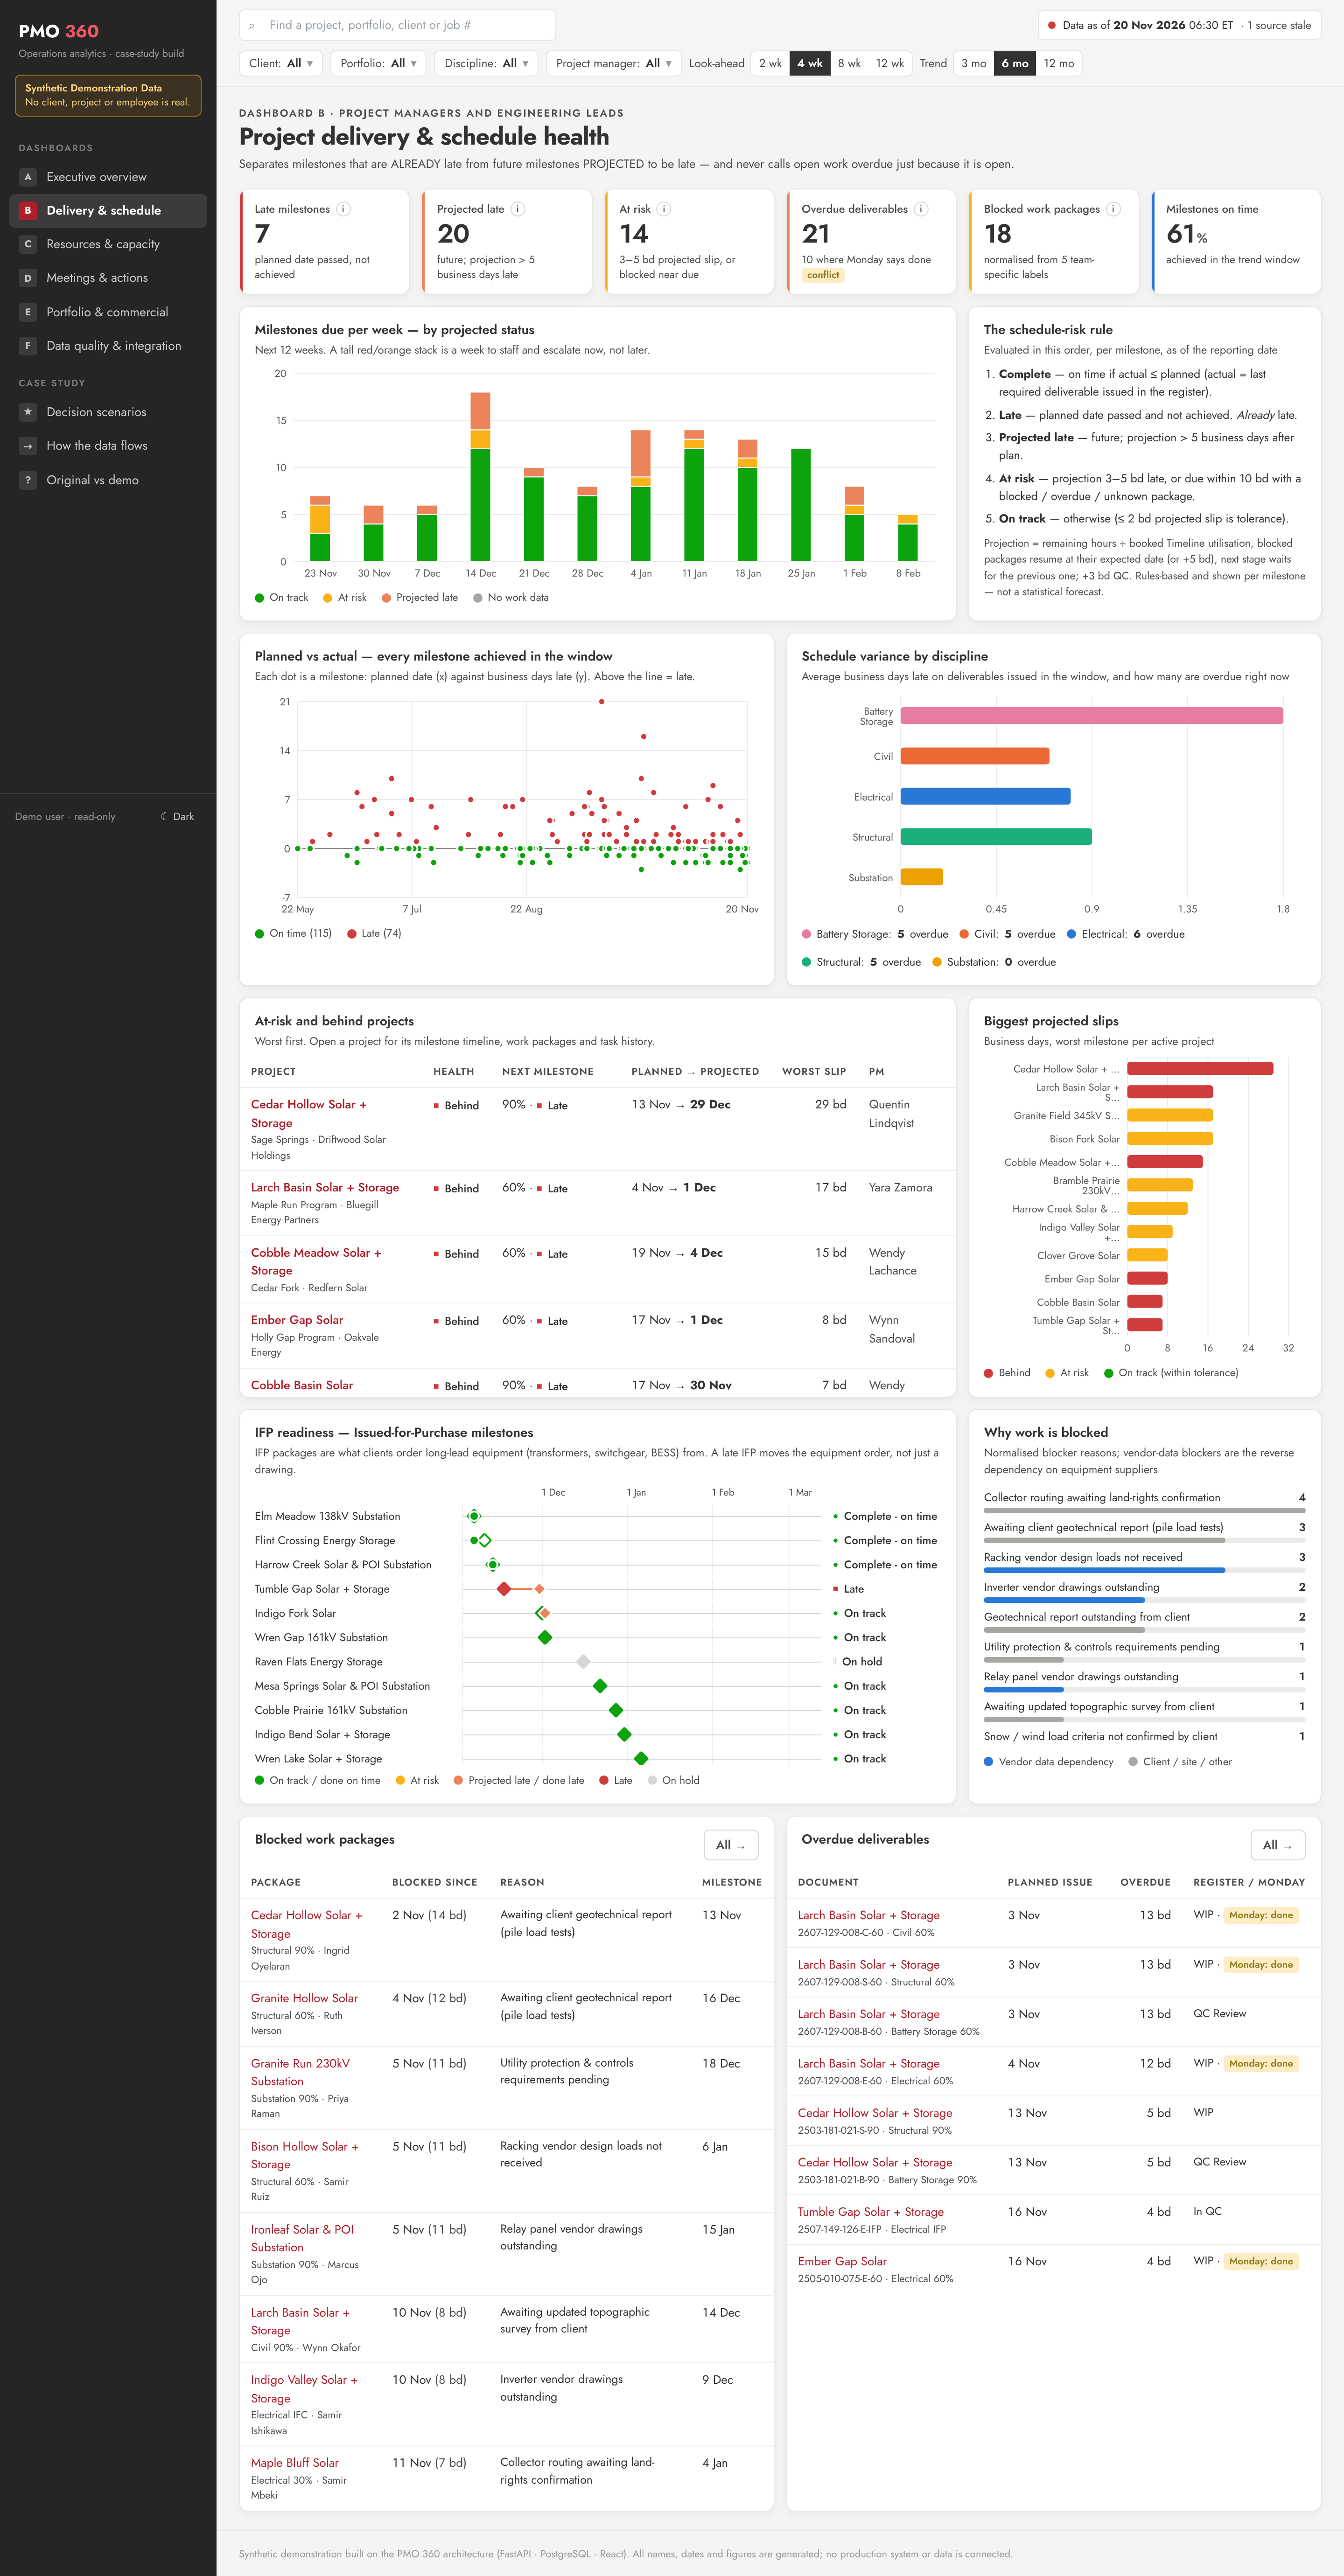 PMO 360
Operations analytics · case-study build
Synthetic Demonstration Data
No client, project or employee is real.
DASHBOARDS
A Executive overview
B Delivery & schedule
C Resources & capacity
D Meetings & actions
E Portfolio & commercial
F Data quality & integration
CASE STUDY
★ Decision scenarios
→ How the data flows
? Original vs demo
Demo user · read-only
☾ Dark
Find a project, portfolio, client or job #
Data as of 20 Nov 2026 06:30 ET · 1 source stale
Client: All ▾ Portfolio: All ▾ Discipline: All ▾ Project manager: All ▾ Look-ahead 2 wk 4 wk 8 wk 12 wk Trend 3 mo 6 mo 12 mo
DASHBOARD B · PROJECT MANAGERS AND ENGINEERING LEADS
Project delivery & schedule health
Separates milestones that are ALREADY late from future milestones PROJECTED to be late — and never calls open work overdue just because it is open.
Late milestones i
7
planned date passed, not
achieved
Projected late i
20
future; projection > 5
business days late
At risk i
14
3–5 bd projected slip, or
blocked near due
Overdue deliverables i
21
10 where Monday says done
conflict
Blocked work packages i
18
normalised from 5 team-
specific labels
Milestones on time
61%
achieved in the trend window
Milestones due per week — by projected status
Next 12 weeks. A tall red/orange stack is a week to staff and escalate now, not later.
20
15
10
5
0
23 Nov 30 Nov 7 Dec 14 Dec 21 Dec 28 Dec 4 Jan 11 Jan 18 Jan 25 Jan 1 Feb 8 Feb
On track At risk Projected late No work data
The schedule-risk rule
Evaluated in this order, per milestone, as of the reporting date
1. Complete — on time if actual ≤ planned (actual = last
required deliverable issued in the register).
2. Late — planned date passed and not achieved. Already late.
3. Projected late — future; projection > 5 business days after
plan.
4. At risk — projection 3–5 bd late, or due within 10 bd with a
blocked / overdue / unknown package.
5. On track — otherwise (≤ 2 bd projected slip is tolerance).
Projection = remaining hours ÷ booked Timeline utilisation, blocked
packages resume at their expected date (or +5 bd), next stage waits
for the previous one; +3 bd QC. Rules-based and shown per milestone
— not a statistical forecast.
Planned vs actual — every milestone achieved in the window
Each dot is a milestone: planned date (x) against business days late (y). Above the line = late.
21
14
7
0
-7
22 May 7 Jul 22 Aug 20 Nov
On time (115) Late (74)
Schedule variance by discipline
Average business days late on deliverables issued in the window, and how many are overdue right now
Battery
Storage
Civil
Electrical
Structural
Substation
0 0.45 0.9 1.35 1.8
Battery Storage: 5 overdue Civil: 5 overdue Electrical: 6 overdue
Structural: 5 overdue Substation: 0 overdue
At-risk and behind projects
Worst first. Open a project for its milestone timeline, work packages and task history.
PROJECT HEALTH NEXT MILESTONE PLANNED → PROJECTED WORST SLIP PM
Cedar Hollow Solar + Behind 90% · Late 13 Nov → 29 Dec 29 bd Quentin
Storage Lindqvist
Sage Springs · Driftwood Solar
Holdings
Larch Basin Solar + Storage Behind 60% · Late 4 Nov → 1 Dec 17 bd Yara Zamora
Maple Run Program · Bluegill
Energy Partners
Cobble Meadow Solar + Behind 60% · Late 19 Nov → 4 Dec 15 bd Wendy
Storage Lachance
Cedar Fork · Redfern Solar
Ember Gap Solar Behind 60% · Late 17 Nov → 1 Dec 8 bd Wynn
Holly Gap Program · Oakvale Sandoval
Energy
Cobble Basin Solar Behind 90% · Late 17 Nov → 30 Nov 7 bd Wendy
Biggest projected slips
Business days, worst milestone per active project
Cedar Hollow Solar + …
Larch Basin Solar +
S…
Granite Field 345kV S…
Bison Fork Solar
Cobble Meadow Solar +…
Bramble Prairie
230kV…
Harrow Creek Solar & …
Indigo Valley Solar
+…
Clover Grove Solar
Ember Gap Solar
Cobble Basin Solar
Tumble Gap Solar +
St…
0 8 16 24 32
Behind At risk On track (within tolerance)
IFP readiness — Issued-for-Purchase milestones
IFP packages are what clients order long-lead equipment (transformers, switchgear, BESS) from. A late IFP moves the equipment order, not just a
drawing.
1 Dec 1 Jan 1 Feb 1 Mar
Elm Meadow 138kV Substation Complete - on time
Flint Crossing Energy Storage Complete - on time
Harrow Creek Solar & POI Substation Complete - on time
Tumble Gap Solar + Storage Late
Indigo Fork Solar On track
Wren Gap 161kV Substation On track
Raven Flats Energy Storage On hold
Mesa Springs Solar & POI Substation On track
Cobble Prairie 161kV Substation On track
Indigo Bend Solar + Storage On track
Wren Lake Solar + Storage On track
On track / done on time At risk Projected late / done late Late On hold
Why work is blocked
Normalised blocker reasons; vendor-data blockers are the reverse
dependency on equipment suppliers
Collector routing awaiting land-rights confirmation 4
Awaiting client geotechnical report (pile load tests) 3
Racking vendor design loads not received 3
Inverter vendor drawings outstanding 2
Geotechnical report outstanding from client 2
Utility protection & controls requirements pending 1
Relay panel vendor drawings outstanding 1
Awaiting updated topographic survey from client 1
Snow / wind load criteria not confirmed by client 1
Vendor data dependency Client / site / other
Blocked work packages
All →
PACKAGE BLOCKED SINCE REASON MILESTONE
Cedar Hollow Solar + 2 Nov (14 bd) Awaiting client geotechnical report 13 Nov
Storage (pile load tests)
Structural 90% · Ingrid
Oyelaran
Granite Hollow Solar 4 Nov (12 bd) Awaiting client geotechnical report 16 Dec
Structural 60% · Ruth (pile load tests)
Iverson
Granite Run 230kV 5 Nov (11 bd) Utility protection & controls 18 Dec
Substation requirements pending
Substation 90% · Priya
Raman
Bison Hollow Solar + 5 Nov (11 bd) Racking vendor design loads not 6 Jan
Storage received
Structural 60% · Samir
Ruiz
Ironleaf Solar & POI 5 Nov (11 bd) Relay panel vendor drawings 15 Jan
Substation outstanding
Substation 90% · Marcus
Ojo
Larch Basin Solar + 10 Nov (8 bd) Awaiting updated topographic 14 Dec
Storage survey from client
Civil 90% · Wynn Okafor
Indigo Valley Solar + 10 Nov (8 bd) Inverter vendor drawings 9 Dec
Storage outstanding
Electrical IFC · Samir
Ishikawa
Maple Bluff Solar 11 Nov (7 bd) Collector routing awaiting land- 4 Jan
Electrical 30% · Samir rights confirmation
Mbeki
Overdue deliverables
All →
DOCUMENT PLANNED ISSUE OVERDUE REGISTER / MONDAY
Larch Basin Solar + Storage 3 Nov 13 bd WIP · Monday: done
2607-129-008-C-60 · Civil 60%
Larch Basin Solar + Storage 3 Nov 13 bd WIP · Monday: done
2607-129-008-S-60 · Structural 60%
Larch Basin Solar + Storage 3 Nov 13 bd QC Review
2607-129-008-B-60 · Battery Storage 60%
Larch Basin Solar + Storage 4 Nov 12 bd WIP · Monday: done
2607-129-008-E-60 · Electrical 60%
Cedar Hollow Solar + Storage 13 Nov 5 bd WIP
2503-181-021-S-90 · Structural 90%
Cedar Hollow Solar + Storage 13 Nov 5 bd QC Review
2503-181-021-B-90 · Battery Storage 90%
Tumble Gap Solar + Storage 16 Nov 4 bd In QC
2507-149-126-E-IFP · Electrical IFP
Ember Gap Solar 16 Nov 4 bd WIP · Monday: done
2505-010-075-E-60 · Electrical 60%
Synthetic demonstration built on the PMO 360 architecture (FastAPI · PostgreSQL · React). All names, dates and figures are generated; no production system or data is connected.